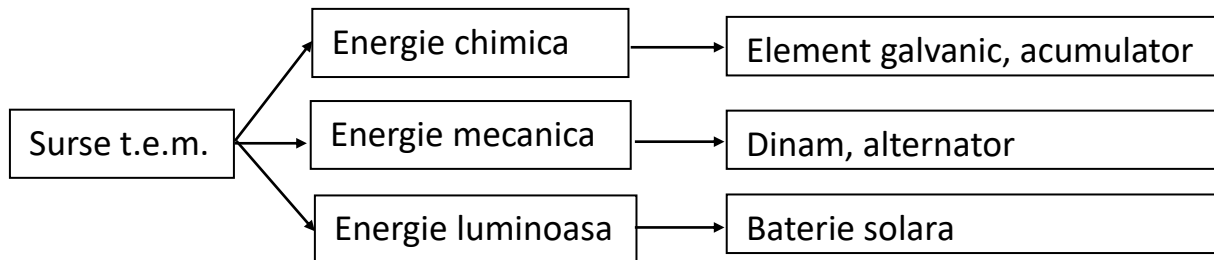 Energie chimica
Element galvanic, acumulator
Surse t.e.m.
Energie mecanica
Dinam, alternator
Energie luminoasa
Baterie solara